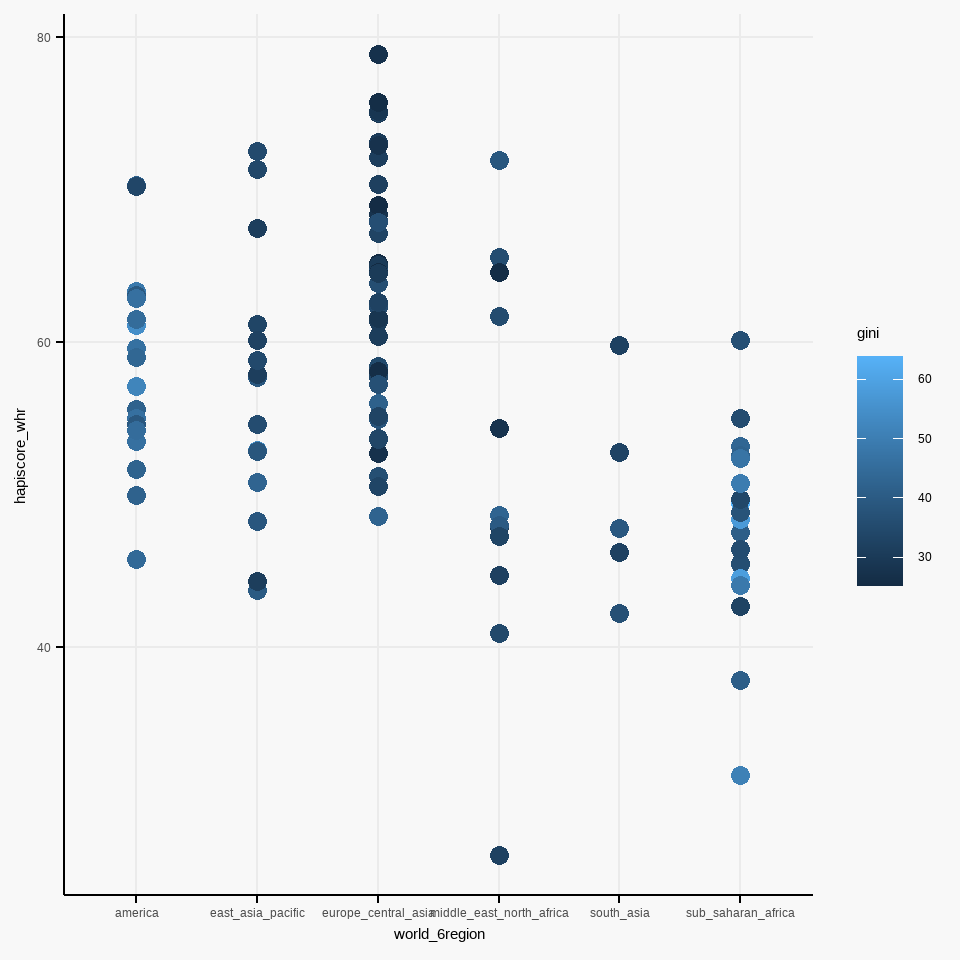 80
60
40
hapiscore_whr
america
east_asia_pacific
europe_central_asia
middle_east_north_africa
south_asia
sub_saharan_africa
world_6region
gini
60
50
40
30